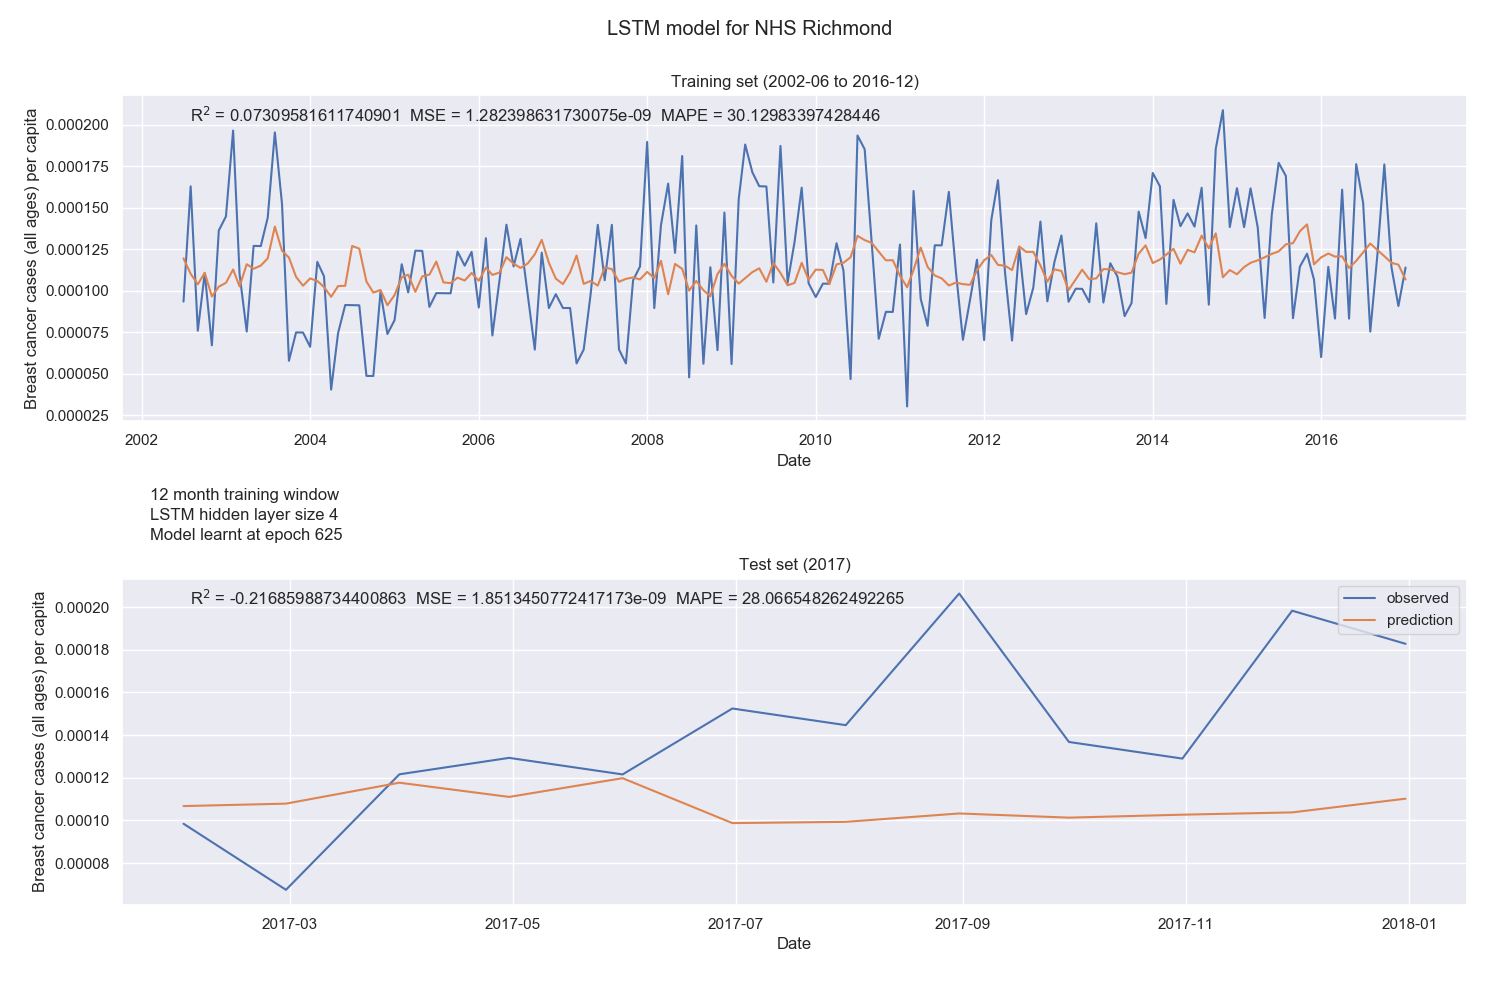 LSTM model for NHS Richmond
Training set (2002-06 to 2016-12)
R² = 0.07309581611740901 MSE = 1.282398631730075e-09 MAPE = 30.12983397428446
Breast cancer cases (all ages) per capita
0.000200
0.000175
0.000150
0.000125
0.000100
0.000075
0.000050
0.000025
2002 2004 2006 2008 2010 2012 2014 2016
Date
12 month training window
LSTM hidden layer size 4
Model learnt at epoch 625
Test set (2017)
R² = -0.21685988734400863 MSE = 1.8513450772417173e-09 MAPE = 28.066548262492265
observed
prediction
Breast cancer cases (all ages) per capita
0.00020
0.00018
0.00016
0.00014
0.00012
0.00010
0.00008
2017-03 2017-05 2017-07 2017-09 2017-11 2018-01
Date